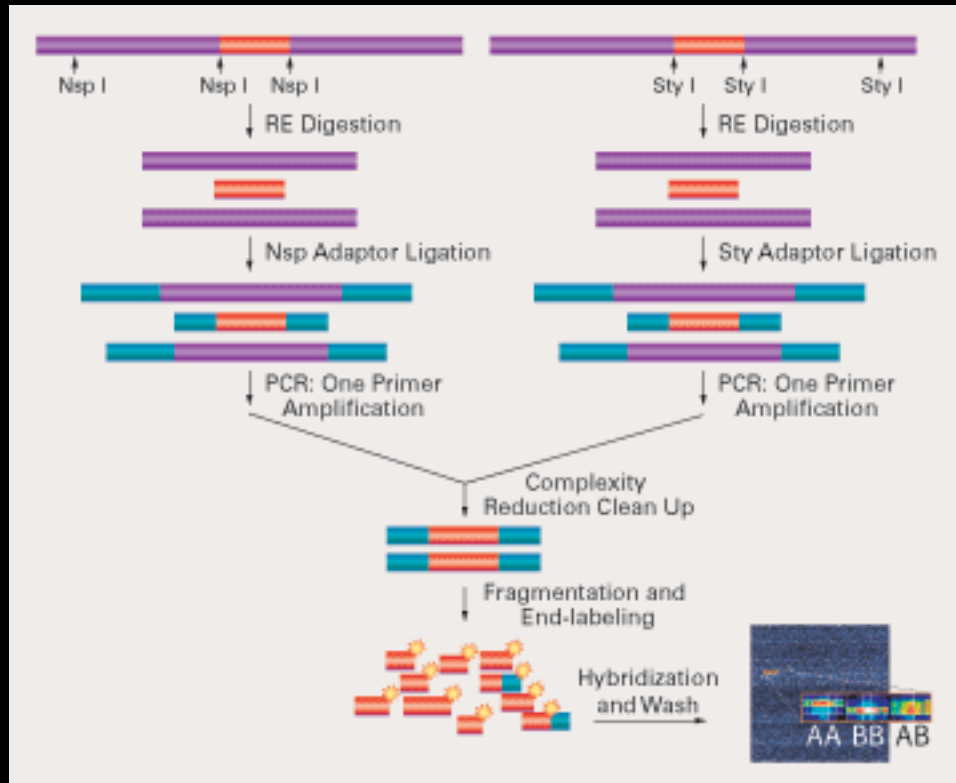 Nsp I
Nsp I
Nsp I
Sty I
Sty I
Sty I
RE Digestion
RE Digestion
Nsp Adaptor Ligation
Sty Adaptor Ligation
PCR: One Primer
Amplification
PCR: One Primer
Amplification
Complexity
Reduction Clean Up
Fragmentation and
End-labeling
Hybridization
and Wash
AA
BB
AB